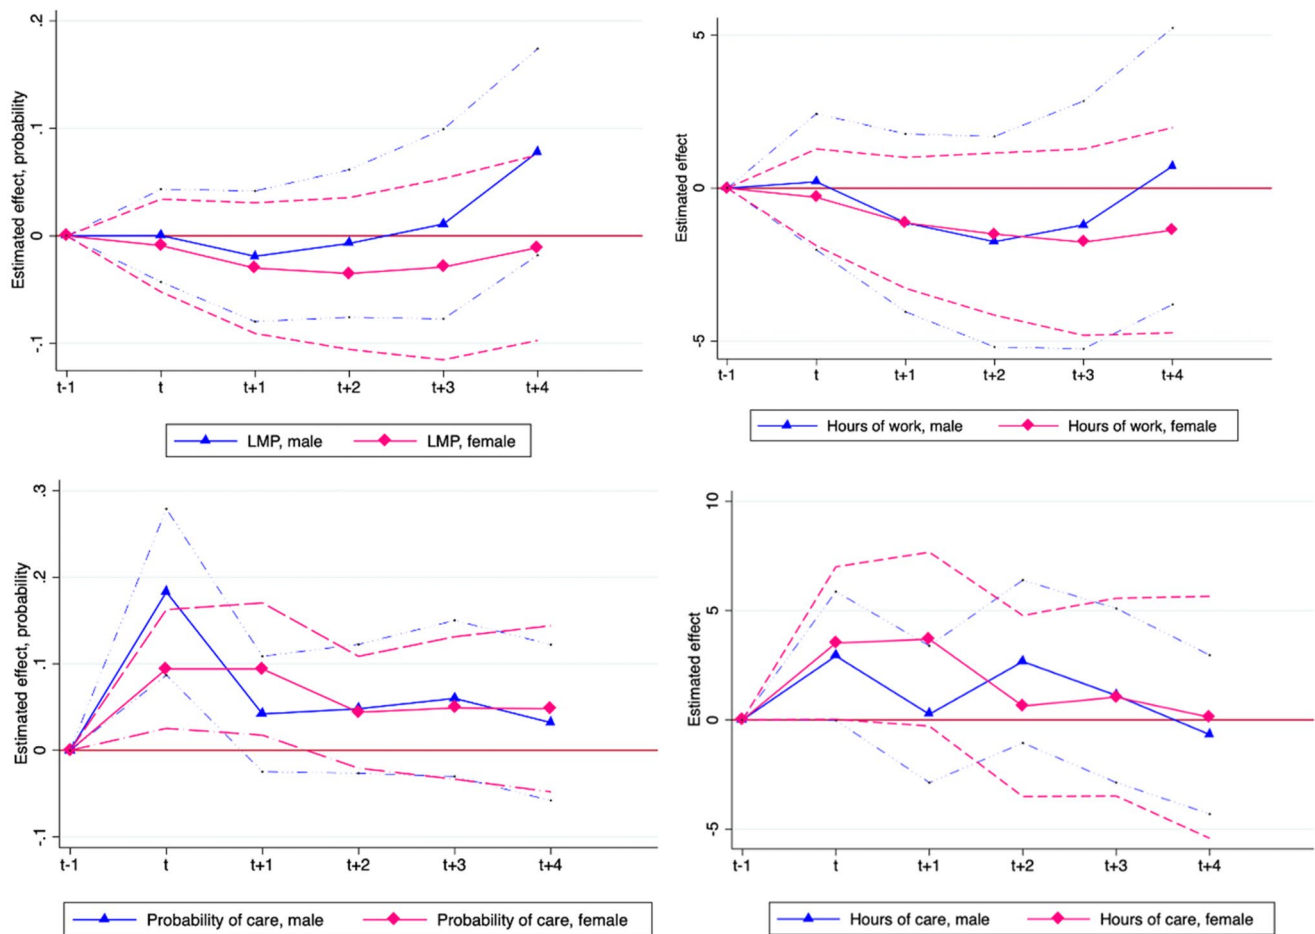 Estimated effect, probability
.2
.1
0
-.1
t-1 t t+1 t+2 t+3 t+4
LMP, male LMP, female
Estimated effect
5
0
-5
t-1 t t+1 t+2 t+3 t+4
Hours of work, male Hours of work, female
Estimated effect, probability
.3
.2
.1
0
-.1
t-1 t t+1 t+2 t+3 t+4
Probability of care, male Probability of care, female
Estimated effect
10
5
0
-5
t-1 t t+1 t+2 t+3 t+4
Hours of care, male Hours of care, female